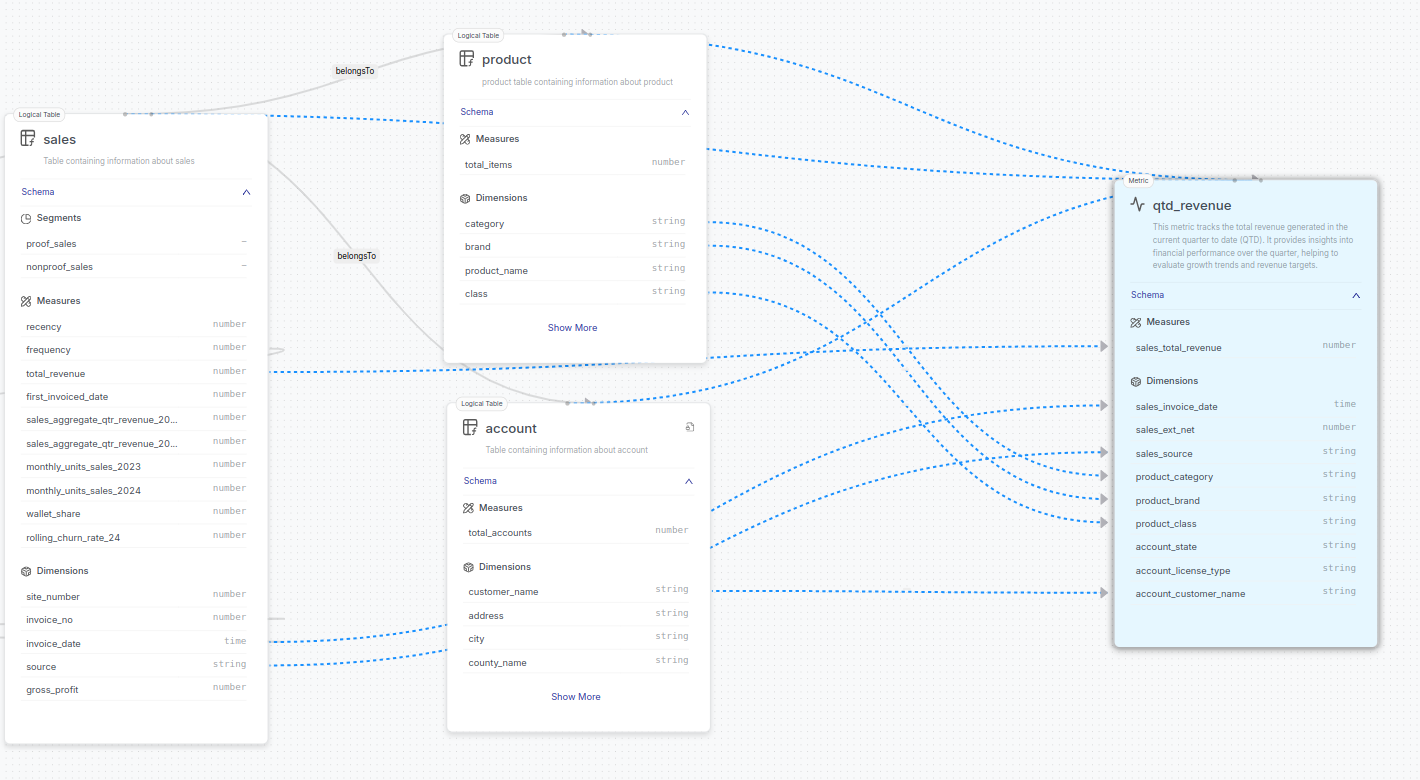 Logical Table
sales
Table containing information about sales
Schema
Segments
proof_sales –
nonproof_sales –
Measures
recency number
frequency number
total_revenue number
first_invoiced_date number
sales_aggregate_qtr_revenue_20... number
sales_aggregate_qtr_revenue_20... number
monthly_units_sales_2023 number
monthly_units_sales_2024 number
wallet_share number
rolling_churn_rate_24 number
Dimensions
site_number number
invoice_no number
invoice_date time
source string
gross_profit number
belongsTo
belongsTo
Logical Table
product
product table containing information about product
Schema
Measures
total_items number
Dimensions
category string
brand string
product_name string
class string
Show More
Logical Table
account
Table containing information about account
Schema
Measures
total_accounts number
Dimensions
customer_name string
address string
city string
county_name string
Show More
Metric
qtd_revenue
This metric tracks the total revenue generated in the
current quarter to date (QTD). It provides insights into
financial performance over the quarter, helping to
evaluate growth trends and revenue targets.
Schema
Measures
sales_total_revenue number
Dimensions
sales_invoice_date time
sales_ext_net number
sales_source string
product_category string
product_brand string
product_class string
account_state string
account_license_type string
account_customer_name string